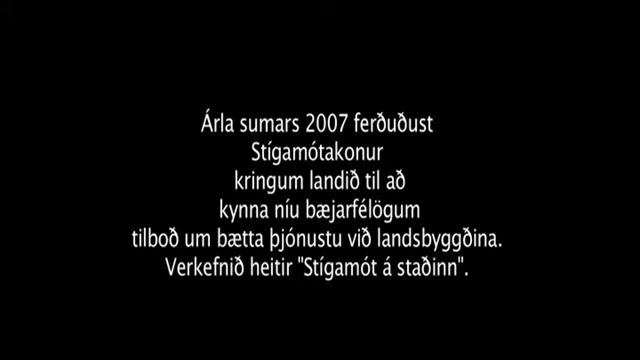 Árla sumars 2007 ferðuðust
Stígamótakonur
kringum landið til að
kynna níu bæjarfélögum
tilboð um bætta þjónustu við landsbyggðina.
Verkefnið heitir "Stígamót á staðinn".